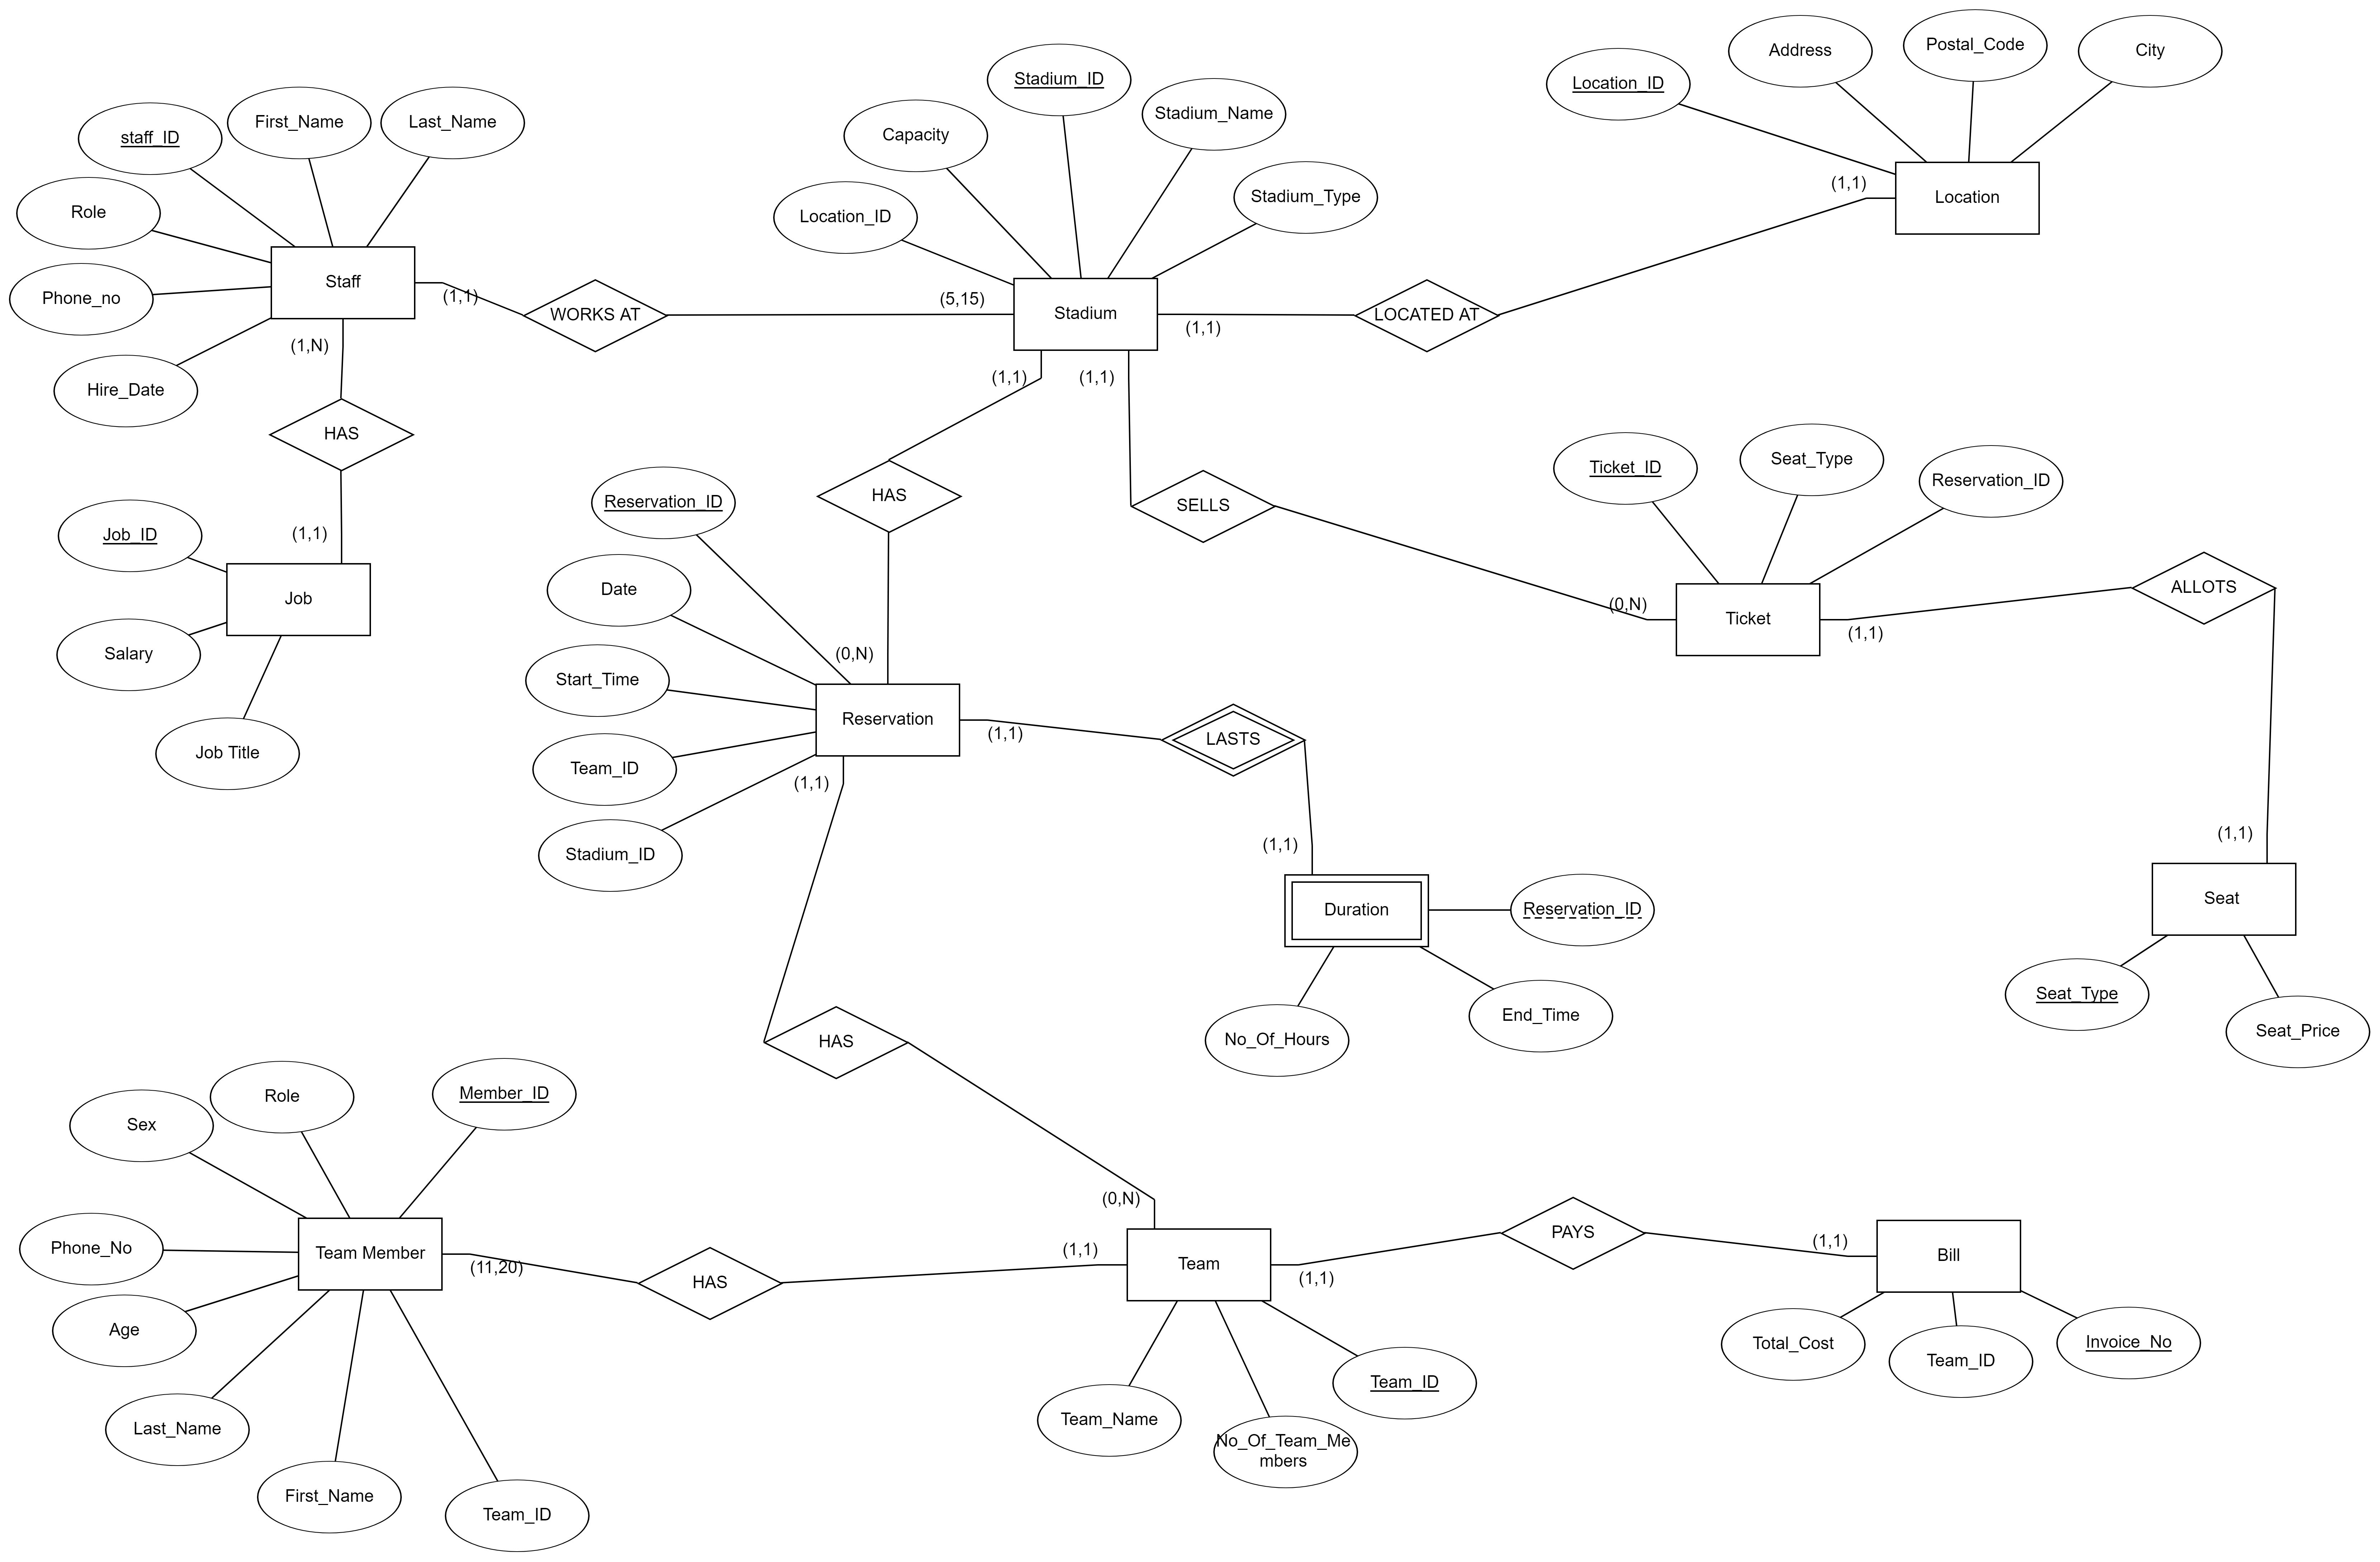 Postal_Code
Address
City
Stadium_ID
Location_ID
Stadium_Name
First_Name
Last_Name
Capacity
staff_ID
Stadium_Type
(1,1)
Location
Role
Location_ID
Staff
Phone_no
(1,1)
(5,15)
WORKS AT
Stadium
(1,1)
LOCATED AT
(1,N)
(1,1)
(1,1)
Hire_Date
HAS
Seat_Type
Ticket_ID
Reservation_ID
HAS
Reservation_ID
SELLS
Job_ID
(1,1)
Date
ALLOTS
Job
(0,N)
Ticket
(1,1)
Salary
(0,N)
Start_Time
Reservation
(1,1)
LASTS
Job Title
Team_ID
(1,1)
(1,1)
(1,1)
Stadium_ID
Seat
Duration
Reservation_ID
Seat_Type
End_Time
Seat_Price
No_Of_Hours
HAS
Member_ID
Role
Sex
(0,N)
Phone_No
Team Member
(11,20)
HAS
(1,1)
Team
(1,1)
PAYS
(1,1)
Bill
Age
Total_Cost
Team_ID
Invoice_No
Team_ID
Team_Name
No_Of_Team_Me
mbers
Last_Name
First_Name
Team_ID